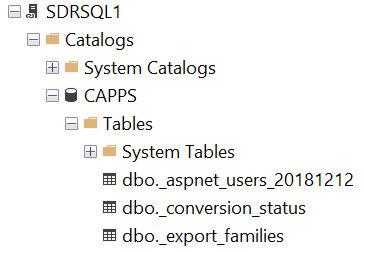 SDRSQL1
Catalogs
System Catalogs
CAPPS
Tables
System Tables
dbo._aspnet_users_20181212
dbo._conversion_status
dbo._export_families